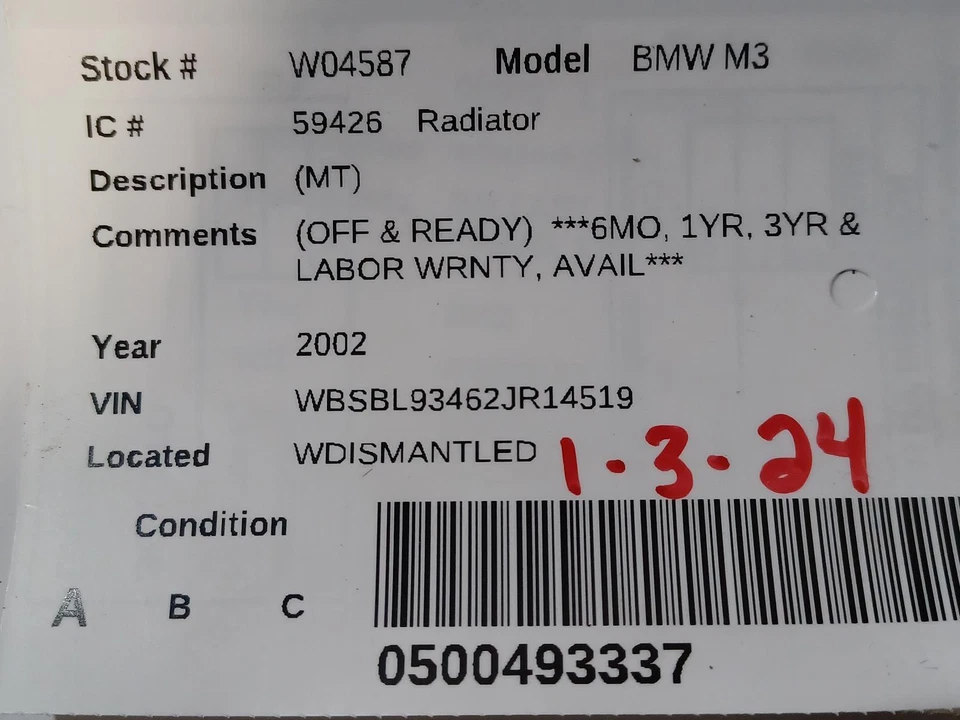 Stock # W04587 Model BMW M3
IC # 59426 Radiator
Description (MT)
Comments (OFF & READY) ***6MO, 1YR, 3YR &
LABOR WRNTY, AVAIL***
Year 2002
VIN WBSBL93462JR14519
Located WDISMANTLED 1-3-24
Condition
A B C
0500493337